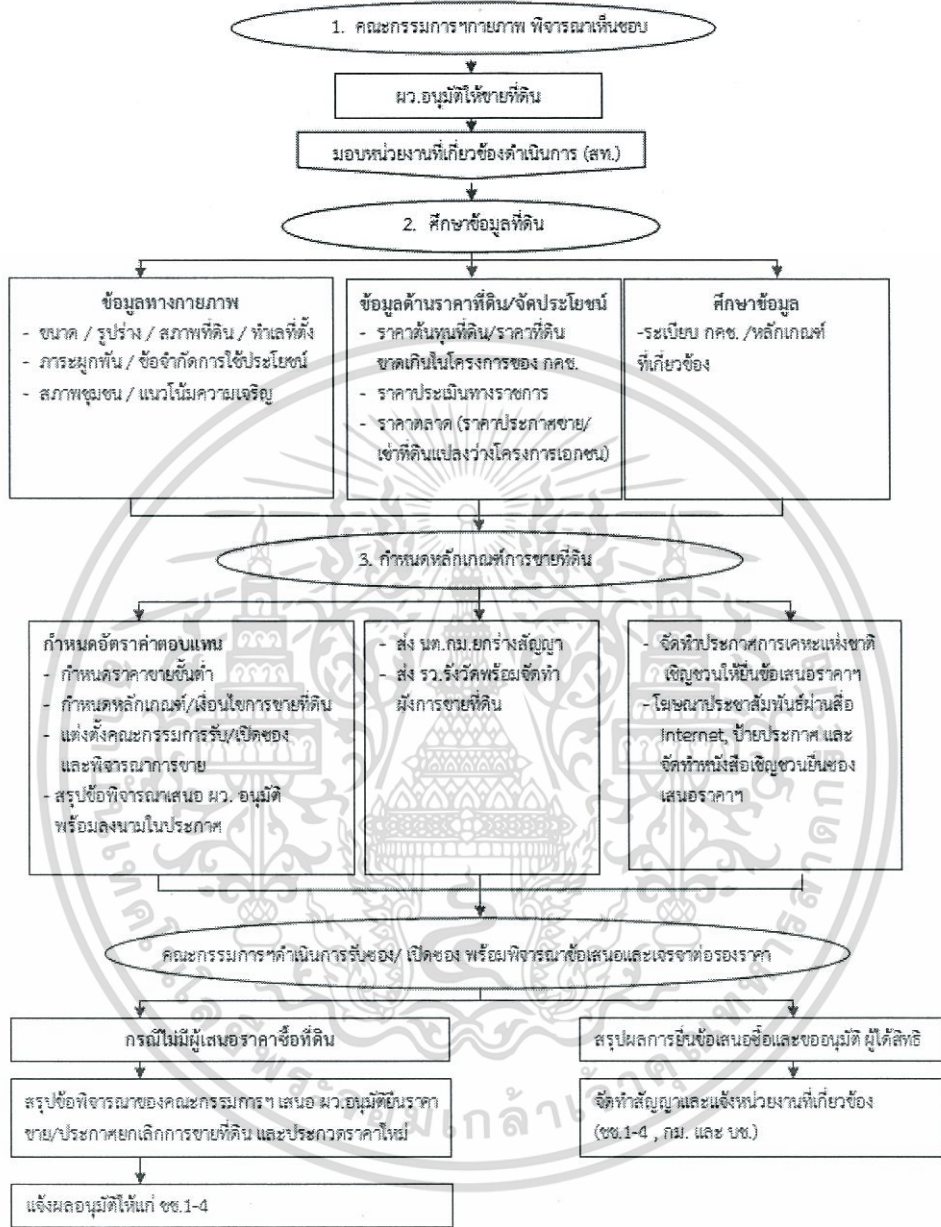 1. คณะกรรมการฯกายภาพ พิจารณาเห็นชอบ
ผว.อนุมัติให้ขายที่ดิน
มอบหน่วยงานที่เกี่ยวข้องดำเนินการ (สท.)
2. ศึกษาข้อมูลที่ดิน
ข้อมูลทางกายภาพ
- ขนาด / รูปร่าง / สภาพที่ดิน / ทำเลที่ตั้ง
- ภาระผูกพัน / ข้อจำกัดการใช้ประโยชน์
- สภาพชุมชน / แนวโน้มความเจริญ
ข้อมูลด้านราคาที่ดิน/จัดประโยชน์
- ราคาต้นทุนที่ดิน/ราคาที่ดิน
ขาดเกินในโครงการของ กคช.
- ราคาประเมินทางราชการ
- ราคาตลาด (ราคาประกาศขาย/
เช่าที่ดินแปลงว่างโครงการเอกชน)
ศึกษาข้อมูล
-ระเบียบ กคช. /หลักเกณฑ์
ที่เกี่ยวข้อง
3. กำหนดหลักเกณฑ์การขายที่ดิน
กำหนดอัตราค่าตอบแทน
- กำหนดราคาขายขั้นต่ำ
- กำหนดหลักเกณฑ์/เงื่อนไขการขายที่ดิน
- แต่งตั้งคณะกรรมการรับ/เปิดซอง
และพิจารณาการขาย
- สรุปข้อพิจารณาเสนอ ผว. อนุมัติ
พร้อมลงนามในประกาศ
- ส่ง นต.กม.ยกร่างสัญญา
- ส่ง รว.รังวัดพร้อมจัดทำ
ผังการขายที่ดิน
- จัดทำประกาศการเคหะแห่งชาติ
เชิญชวนให้ยื่นข้อเสนอราคาฯ
- โฆษณาประชาสัมพันธ์ผ่านสื่อ
Internet, ป้ายประกาศ และ
จัดทำหนังสือเชิญชวนยื่นซอง
เสนอราคาฯ
คณะกรรมการฯดำเนินการรับซอง/ เปิดซอง พร้อมพิจารณาข้อเสนอและเจรจาต่อรองราคา
กรณีไม่มีผู้เสนอราคาซื้อที่ดิน
สรุปผลการยื่นข้อเสนอซื้อและขออนุมัติ ผู้ได้สิทธิ
สรุปข้อพิจารณาของคณะกรรมการฯ เสนอ ผว.อนุมัติยืนราคา
ขาย/ประกาศยกเลิกการขายที่ดิน และประกวดราคาใหม่
จัดทำสัญญาและแจ้งหน่วยงานที่เกี่ยวข้อง
(ชช.1-4 , กม. และ บช.)
แจ้งผลอนุมัติให้แก่ ชช.1-4